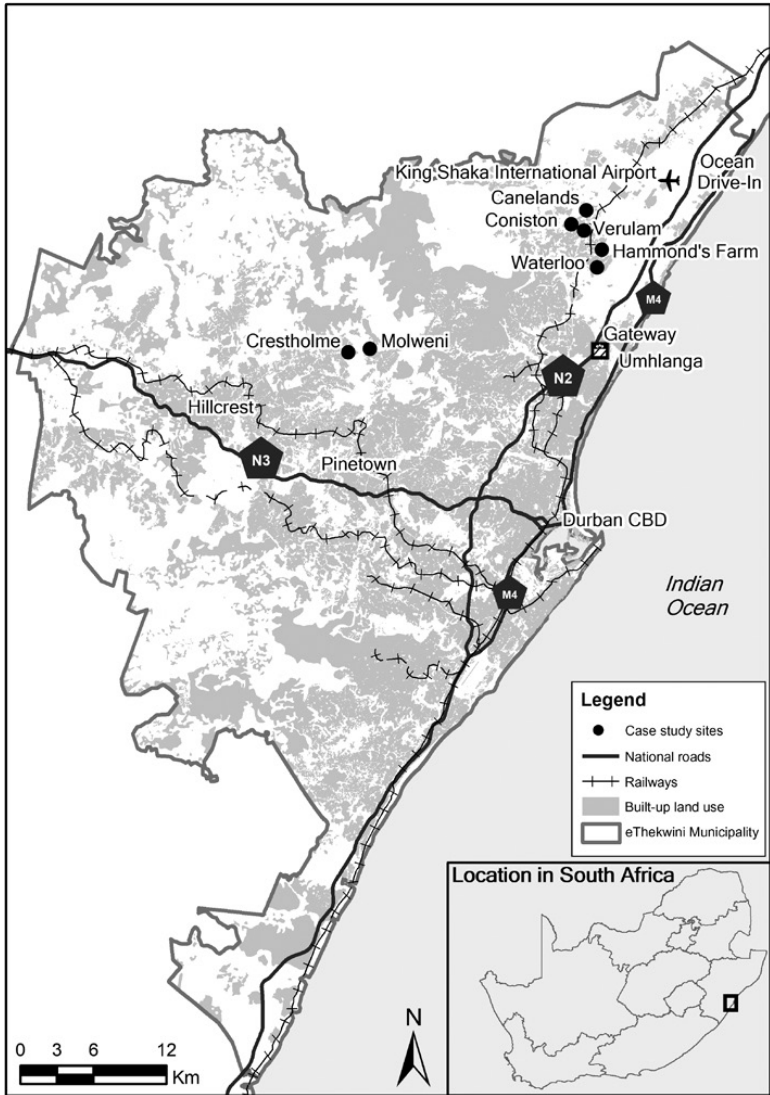 King Shaka International Airport
Ocean
Drive-In
Canelands
Coniston
Verulam
Hammond's Farm
Waterloo
M4
Gateway
Umhlanga
Crestholme
Molweni
N2
Hillcrest
N3
Pinetown
Durban CBD
M4
Indian
Ocean
Legend
Case study sites
National roads
Railways
Built-up land use
eThekwini Municipality
Location in South Africa
N
0 3 6 12
Km